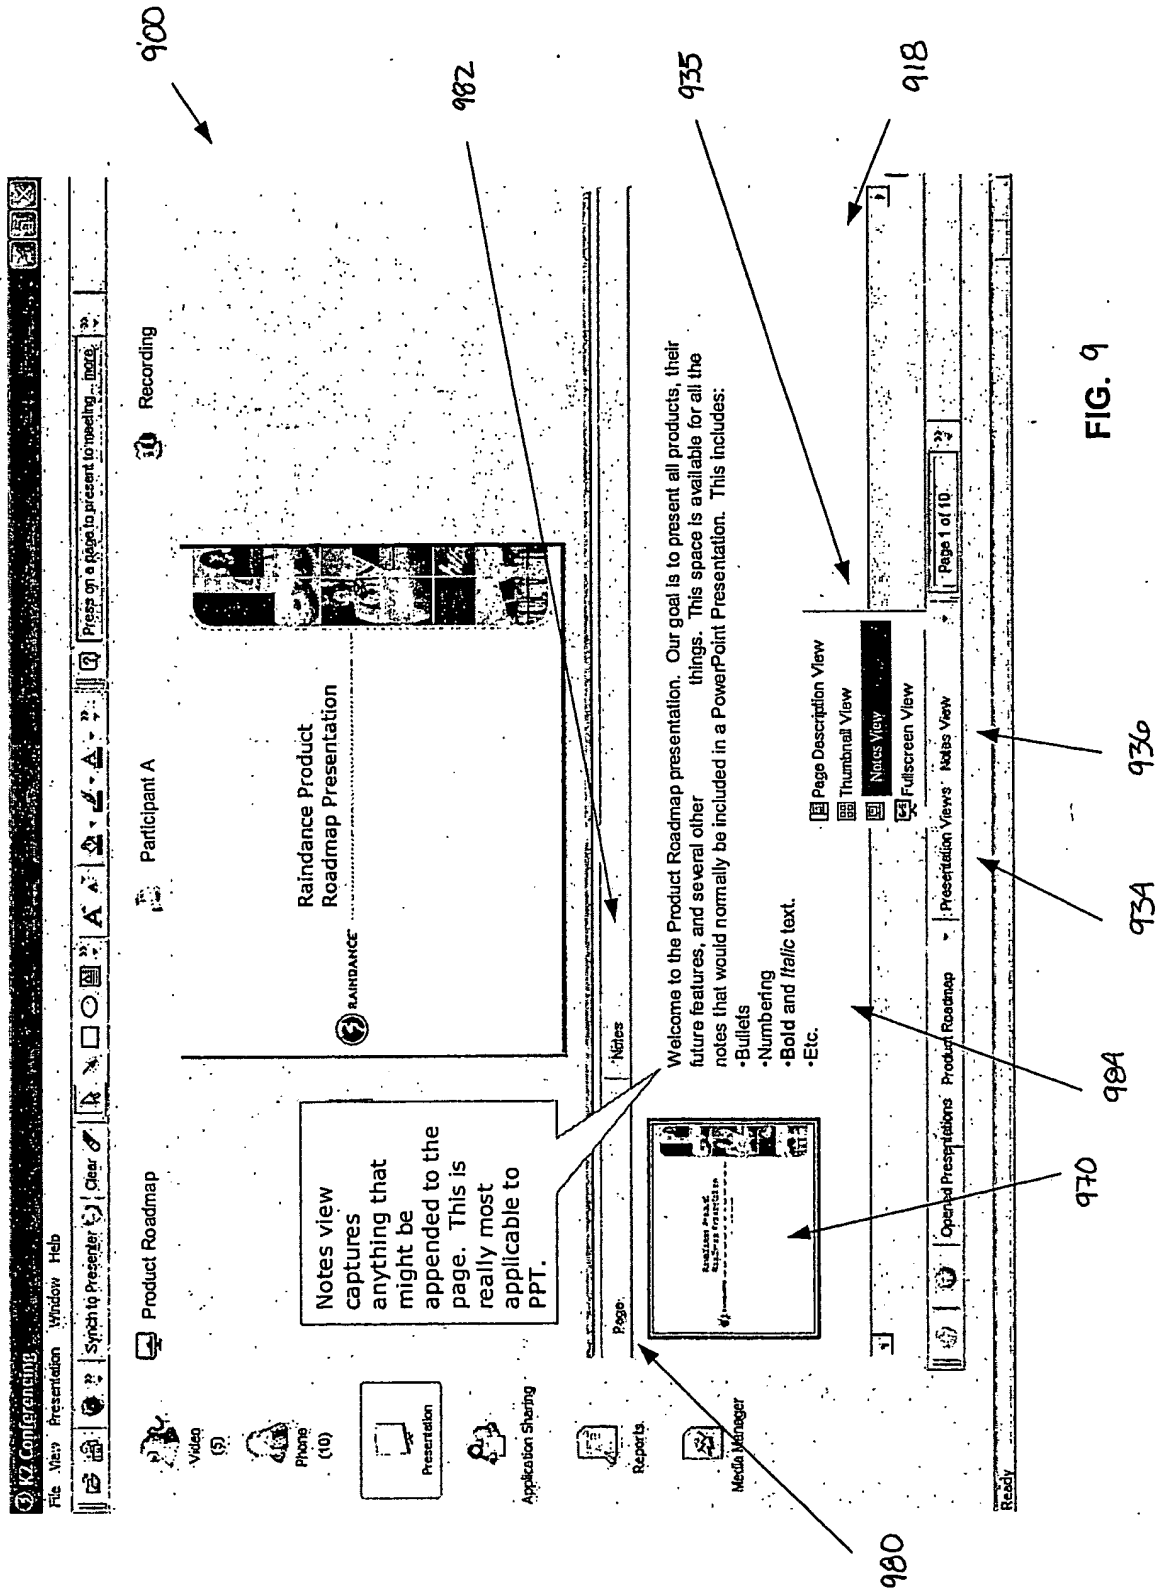 K2 Conferencing
File View Presentation Window Help
Synch to Presenter Clear
Press on a page to present to meeting... more
Product Roadmap
Participant A
Recording
Video
(5)
Phone
(10)
Presentation
Application Sharing
Reports
Media Manager
Notes view
captures
anything that
might be
appended to the
page. This is
really most
applicable to
PPT.
Raindance Product
Roadmap Presentation
RAINDANCE
Page
Notes
Welcome to the Product Roadmap presentation. Our goal is to present all products, their
future features, and several other things. This space is available for all the
notes that would normally be included in a PowerPoint Presentation. This includes:
•Bullets
•Numbering
•Bold and Italic text.
•Etc.
Page Description View
Thumbnail View
Notes View
Fullscreen View
Opened Presentations Product Roadmap
Presentation Views Notes View
Page 1 of 10
Ready
900
982
935
918
980
970
984
934
936
FIG. 9